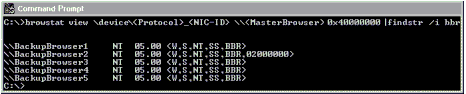 Command Prompt
C:\>browstat view \device\<Protocol>_<NIC-ID> \\<MasterBrowser> 0x40000000 |findstr /i bbr
\\BackupBrowser1 NT 05.00 <W,S,NT,SS,BBR>
\\BackupBrowser2 NT 05.00 <W,S,NT,SS,BBR,02000000>
\\BackupBrowser3 NT 05.00 <W,S,NT,SS,BBR>
\\BackupBrowser4 NT 05.00 <W,S,NT,SS,BBR>
\\BackupBrowser5 NT 05.00 <W,S,NT,SS,BBR>
C:\>